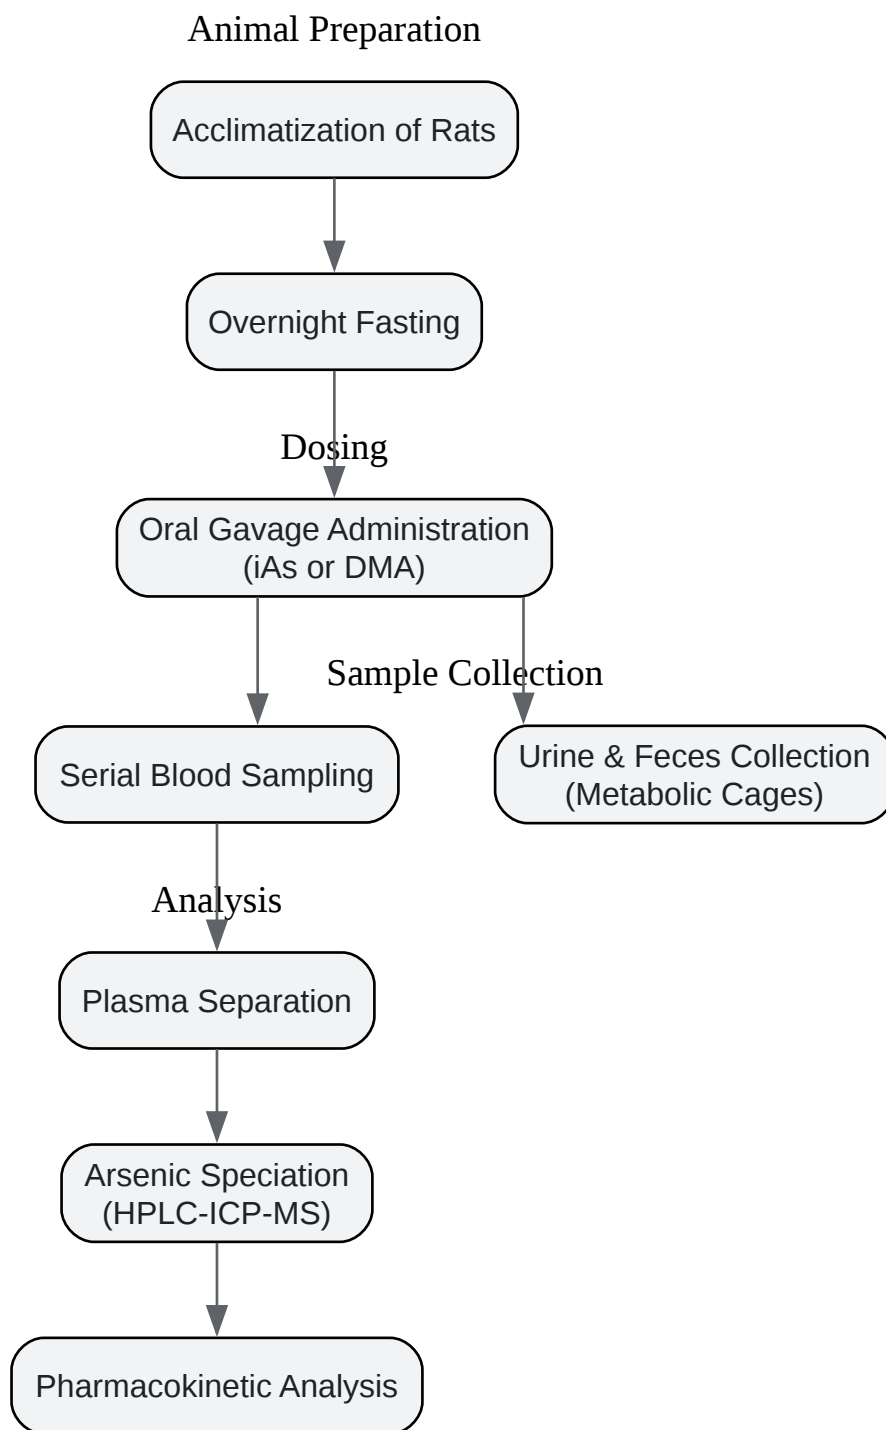 Animal Preparation
Acclimatization of Rats
Overnight Fasting
Dosing
Oral Gavage Administration
(iAs or DMA)
Sample Collection
Serial Blood Sampling
Urine & Feces Collection
(Metabolic Cages)
Analysis
Plasma Separation
Arsenic Speciation
(HPLC-ICP-MS)
Pharmacokinetic Analysis